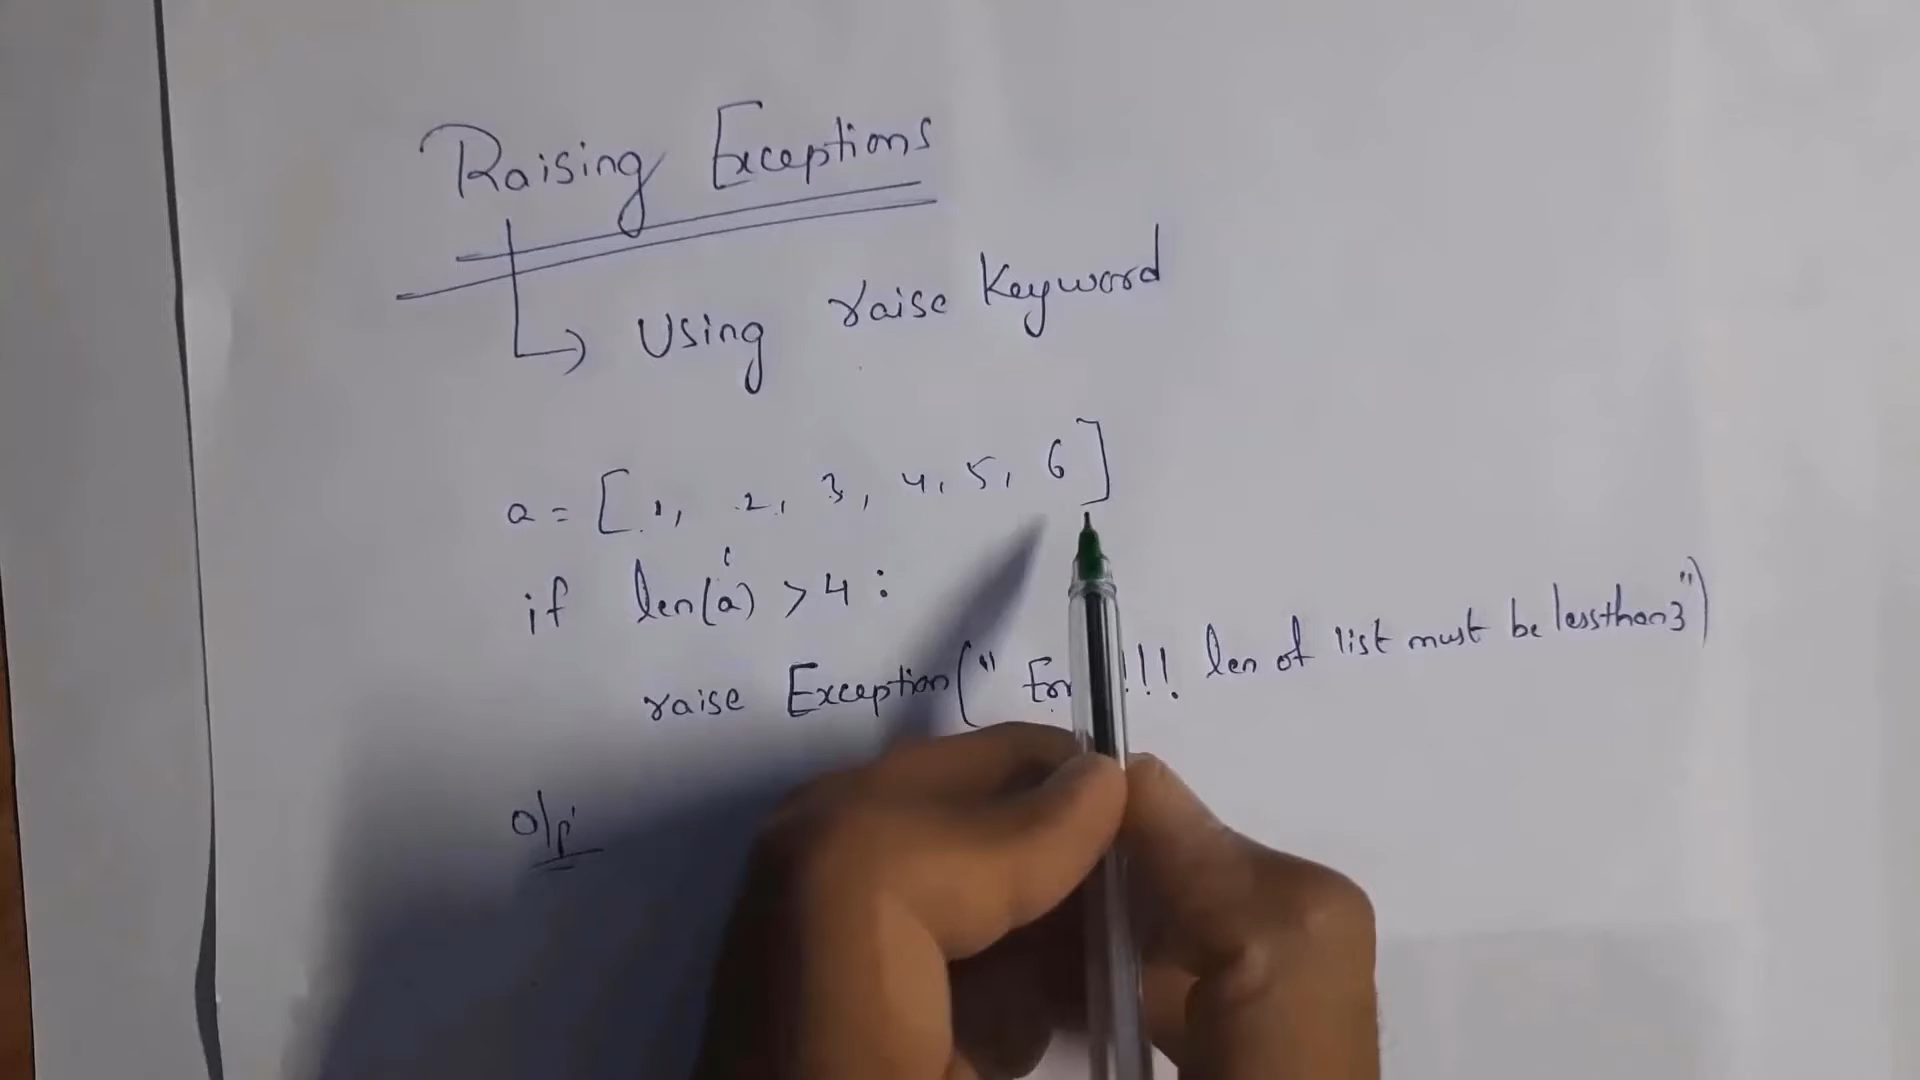 Raising Exceptions
Using raise Keyword
a = [1, 2, 3, 4, 5, 6]
if len(a) > 4 :
raise Exception(" !!! len of list must be lessthan3")
O/p